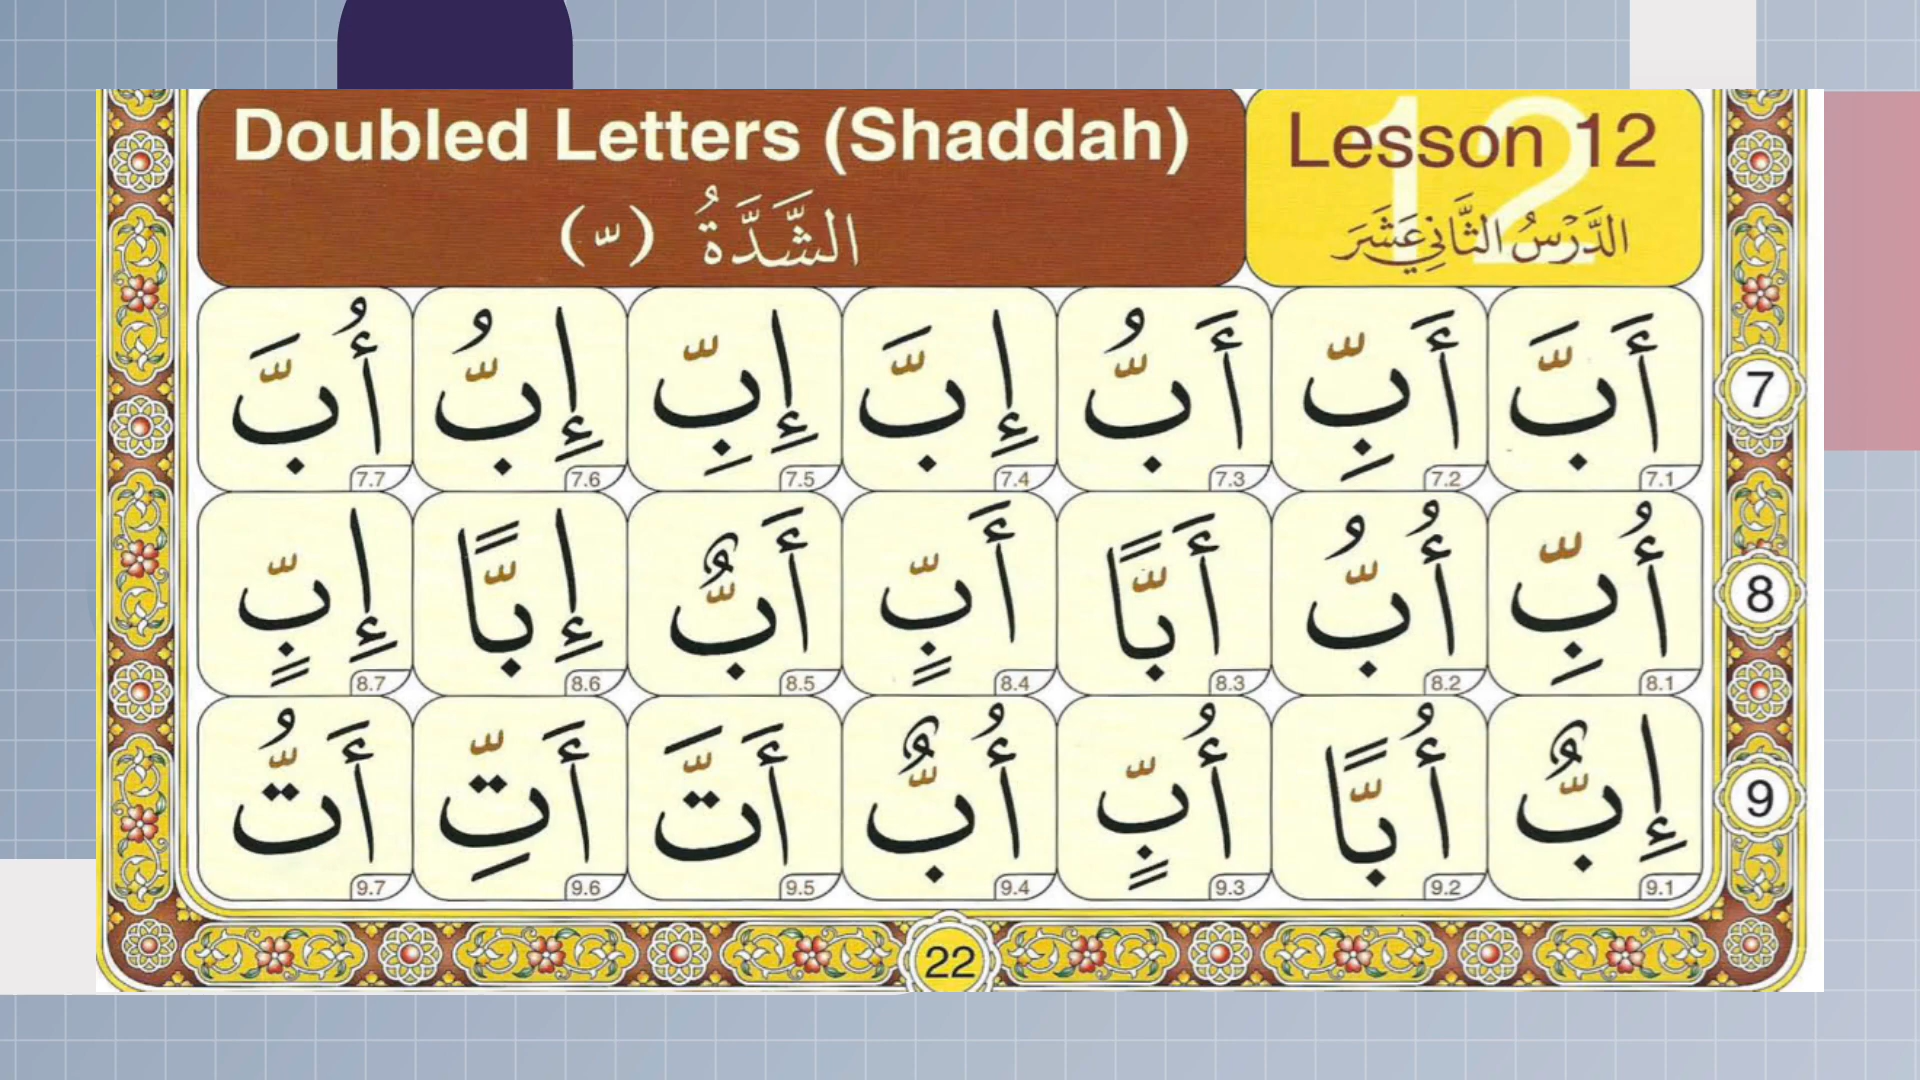 Doubled Letters (Shaddah)
الشَّدَّةُ ( ّ )
Lesson 12
12
الدَّرْسُ الثَّانِي عَشَرَ
أَبَّ أَبِّ أَبُّ إِبَّ إِبِّ إِبُّ أُبَّ
7
7.1 7.2 7.3 7.4 7.5 7.6 7.7
أُبِّ أُبُّ أَبًّا أَبٍّ أَبٌّ إِبًّا إِبٍّ
8
8.1 8.2 8.3 8.4 8.5 8.6 8.7
إِبٌّ أُبًّا أُبٍّ أُبٌّ أَتَّ أَتِّ أَتُّ
9
9.1 9.2 9.3 9.4 9.5 9.6 9.7
22